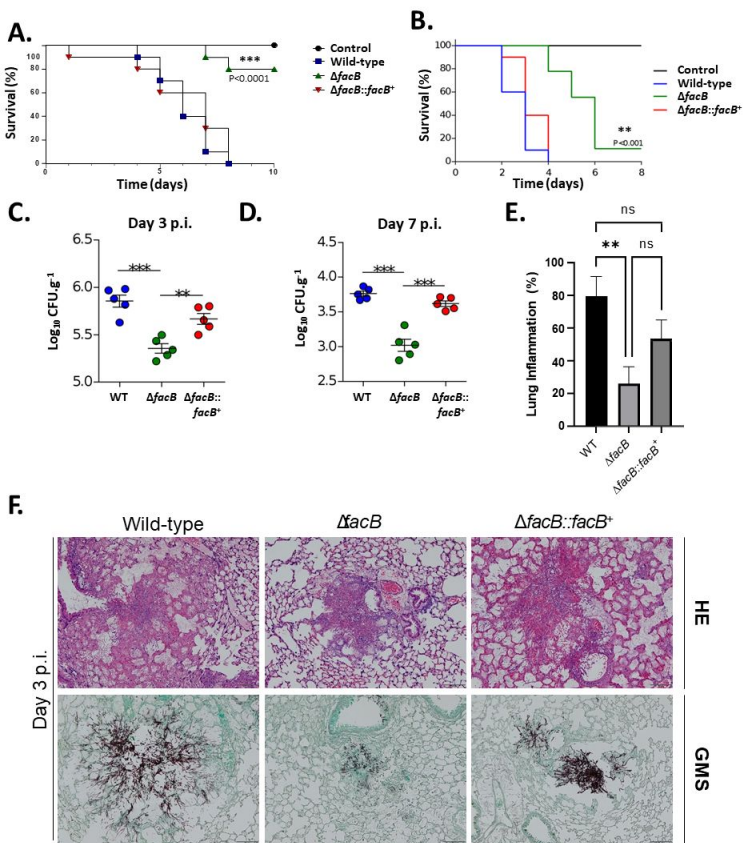 A.
Survival (%)
100
80
60
40
20
0
0
5
10
Time (days)
***
P<0.0001
Control
Wild-type
ΔfacB
ΔfacB::facB+
B.
Survival (%)
100
80
60
40
20
0
0
2
4
6
8
Time (days)
**
P<0.001
Control
Wild-type
ΔfacB
ΔfacB::facB+
C.
Day 3 p.i.
Log10 CFU.g-1
6.5
6.0
5.5
5.0
***
**
WT
ΔfacB
ΔfacB::
facB+
D.
Day 7 p.i.
Log10 CFU.g-1
4.5
4.0
3.5
3.0
2.5
***
***
WT
ΔfacB
ΔfacB::
facB+
E.
Lung Inflammation (%)
100
80
60
40
20
0
ns
**
ns
WT
ΔfacB
ΔfacB::facB+
F.
Wild-type
ΔfacB
ΔfacB::facB+
Day 3 p.i.
HE
GMS